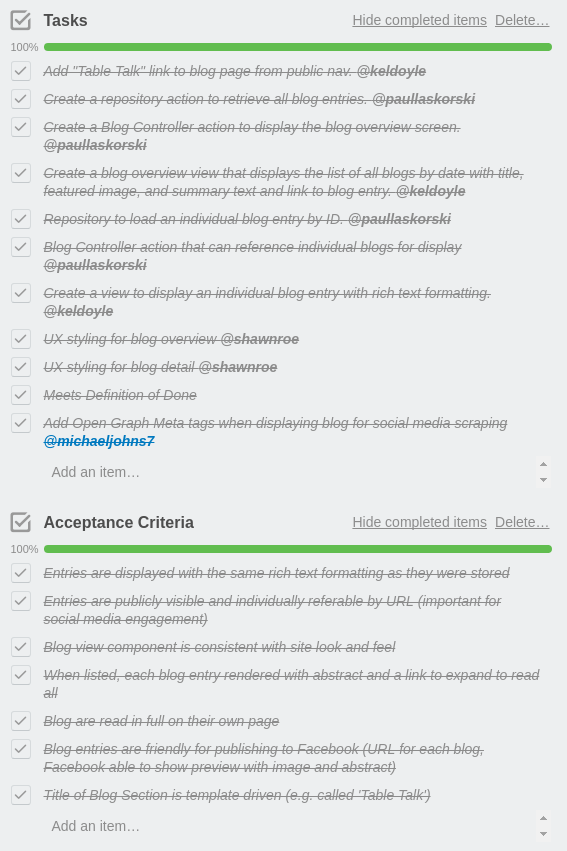 Tasks Hide completed items Delete…
100%
Add "Table Talk" link to blog page from public nav. @keldoyle
Create a repository action to retrieve all blog entries. @paullaskorski
Create a Blog Controller action to display the blog overview screen.
@paullaskorski
Create a blog overview view that displays the list of all blogs by date with title,
featured image, and summary text and link to blog entry. @keldoyle
Repository to load an individual blog entry by ID. @paullaskorski
Blog Controller action that can reference individual blogs for display
@paullaskorski
Create a view to display an individual blog entry with rich text formatting.
@keldoyle
UX styling for blog overview @shawnroe
UX styling for blog detail @shawnroe
Meets Definition of Done
Add Open Graph Meta tags when displaying blog for social media scraping
@michaeljohns7
Add an item…
Acceptance Criteria Hide completed items Delete…
100%
Entries are displayed with the same rich text formatting as they were stored
Entries are publicly visible and individually referable by URL (important for
social media engagement)
Blog view component is consistent with site look and feel
When listed, each blog entry rendered with abstract and a link to expand to read
all
Blog are read in full on their own page
Blog entries are friendly for publishing to Facebook (URL for each blog,
Facebook able to show preview with image and abstract)
Title of Blog Section is template driven (e.g. called 'Table Talk')
Add an item…